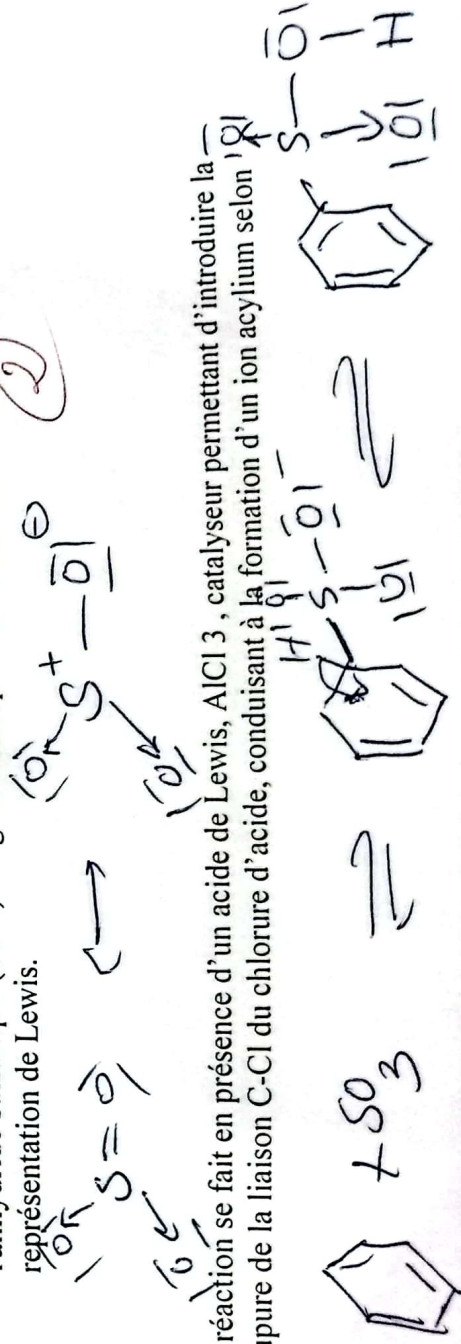 représentation de Lewis.
S = O ⟷ S⁺ — O ⊖
2
réaction se fait en présence d'un acide de Lewis, AlCl 3 , catalyseur permettant d'introduire la
upure de la liaison C-Cl du chlorure d'acide, conduisant à la formation d'un ion acylium selon
+ SO3 ⇌ H S — O ⇌ S — O — H